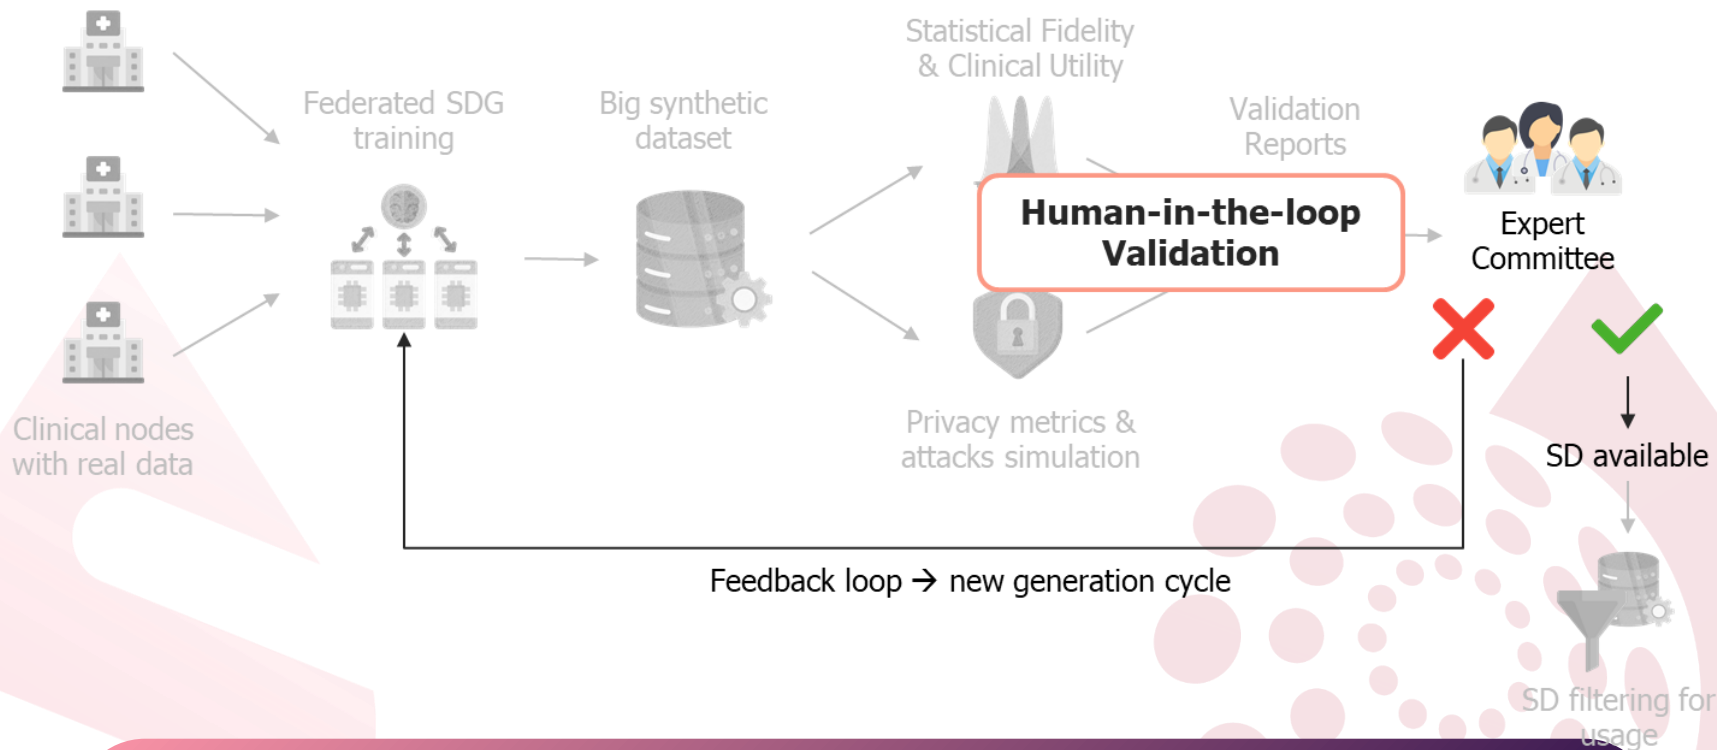 Statistical Fidelity
& Clinical Utility
Federated SDG
training
Big synthetic
dataset
Validation
Reports
Human-in-the-loop
Validation
Expert
Committee
Clinical nodes
with real data
Privacy metrics &
attacks simulation
SD available
Feedback loop → new generation cycle
SD filtering for
usage